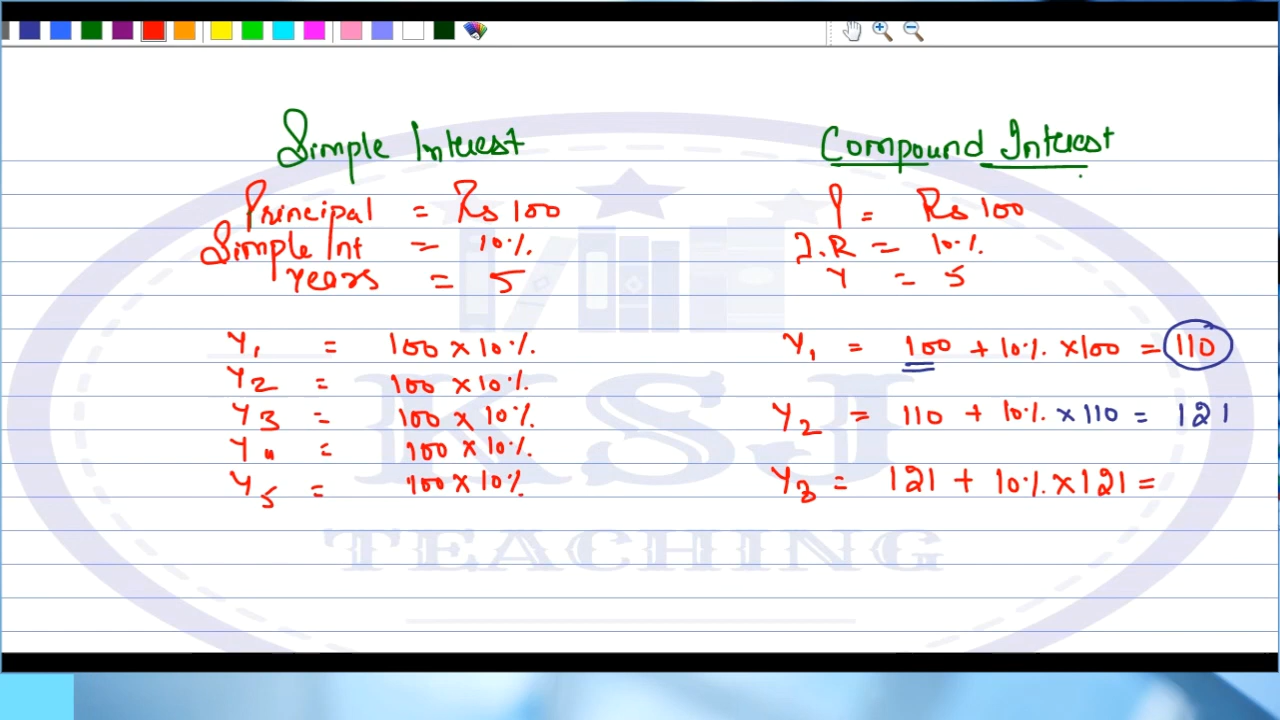 Simple Interest
Principal = Rs 100
Simple Int = 10%
Years = 5
Y1 = 100 x 10%
Y2 = 100 x 10%
Y3 = 100 x 10%
Y4 = 100 x 10%
Y5 = 100 x 10%
Compound Interest
P = Rs 100
I.R = 10%
Y = 5
Y1 = 100 + 10% x 100 = 110
Y2 = 110 + 10% x 110 = 121
Y3 = 121 + 10% x 121 =
KSJ
TEACHING